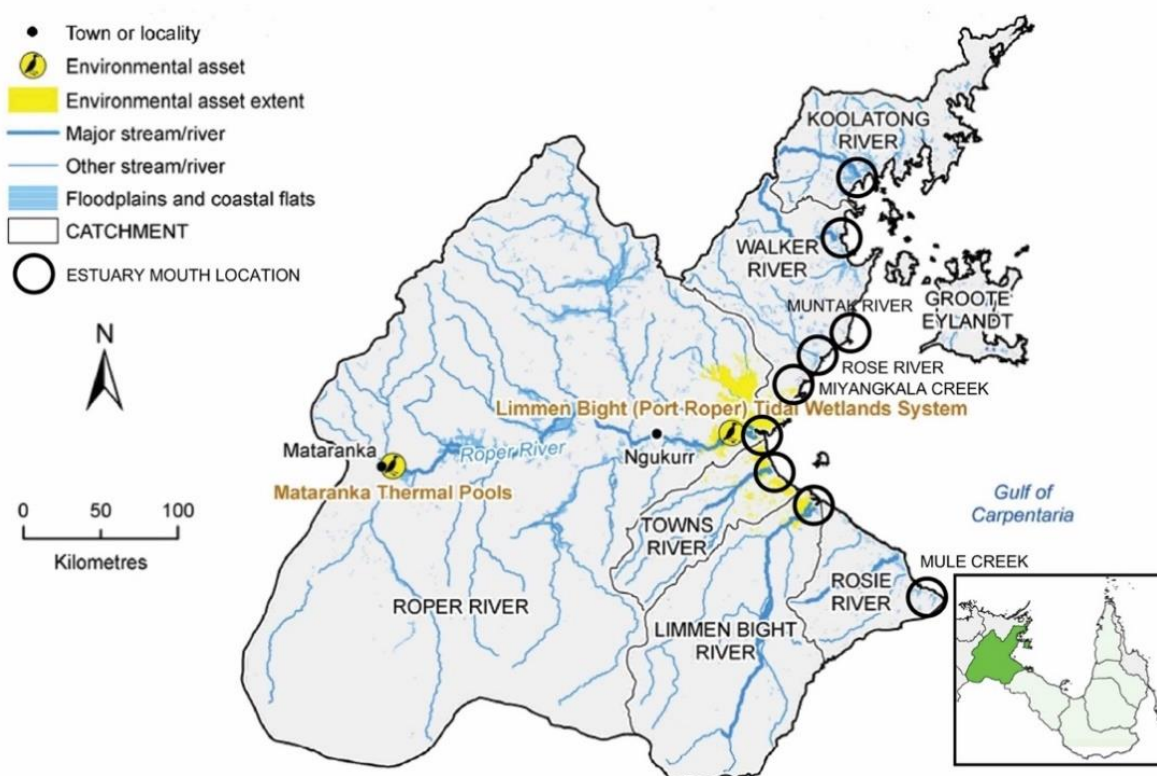 Town or locality
Environmental asset
Environmental asset extent
Major stream/river
Other stream/river
Floodplains and coastal flats
CATCHMENT
ESTUARY MOUTH LOCATION
N
0 50 100
Kilometres
KOOLATONG
RIVER
WALKER
RIVER
MUNTAK RIVER
GROOTE
EYLANDT
ROSE RIVER
MIYANGKALA CREEK
Limmen Bight (Port Roper) Tidal Wetlands System
Mataranka
Roper River
Ngukurr
Mataranka Thermal Pools
Gulf of
Carpentaria
TOWNS
RIVER
MULE CREEK
ROSIE
RIVER
ROPER RIVER
LIMMEN BIGHT
RIVER